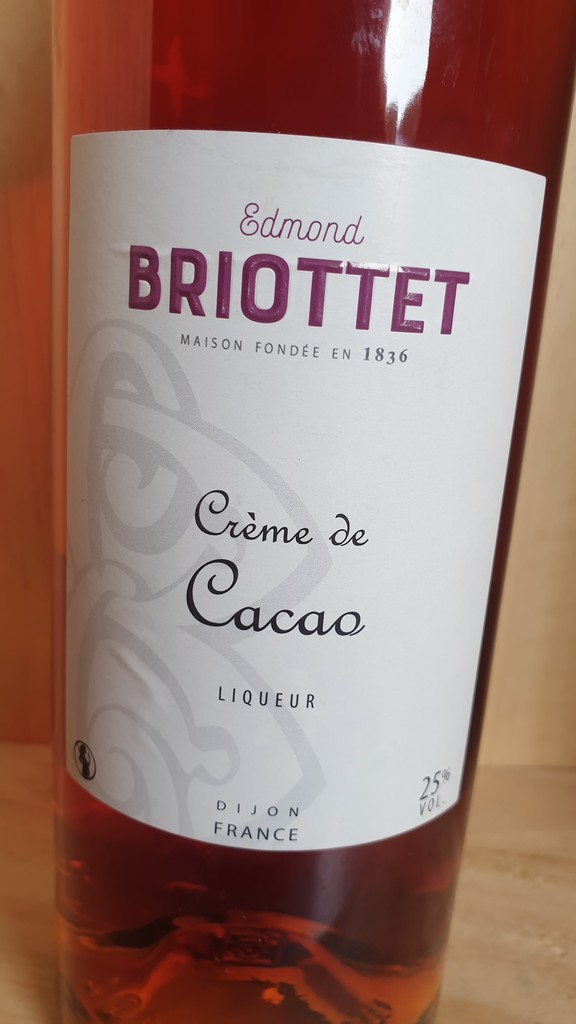 Edmond
BRIOTTET
MAISON FONDÉE EN 1836
Crème de
Cacao
LIQUEUR
25%
VOL.
DIJON
FRANCE